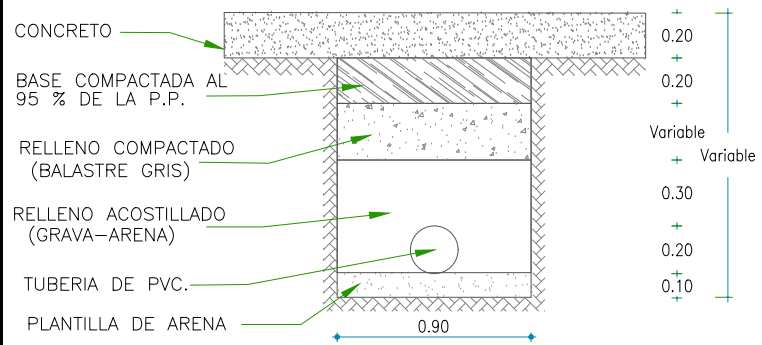 CONCRETO
BASE COMPACTADA AL
95 % DE LA P.P.
RELLENO COMPACTADO
(BALASTRE GRIS)
RELLENO ACOSTILLADO
(GRAVA-ARENA)
TUBERIA DE PVC.
PLANTILLA DE ARENA
0.90
0.20
0.20
Variable
Variable
0.30
0.20
0.10